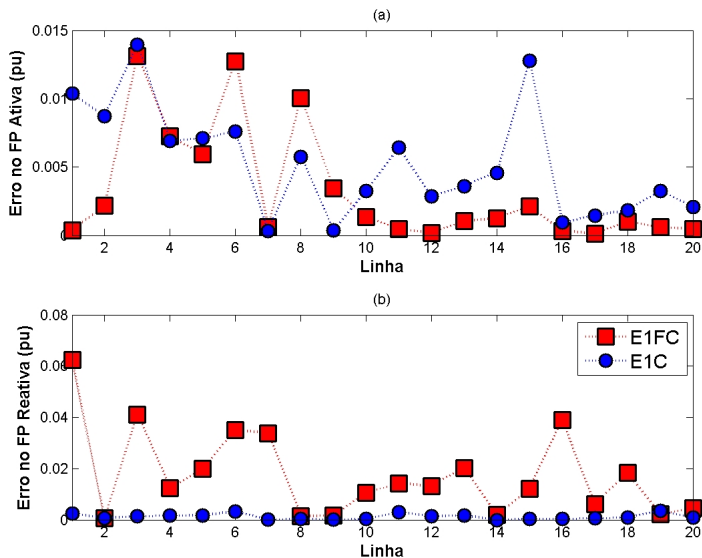 (a)
Erro no FP Ativa (pu)
0.015
0.01
0.005
0
2 4 6 8 10 12 14 16 18 20
Linha
(b)
Erro no FP Reativa (pu)
0.08
0.06
0.04
0.02
0
2 4 6 8 10 12 14 16 18 20
Linha
E1FC
E1C